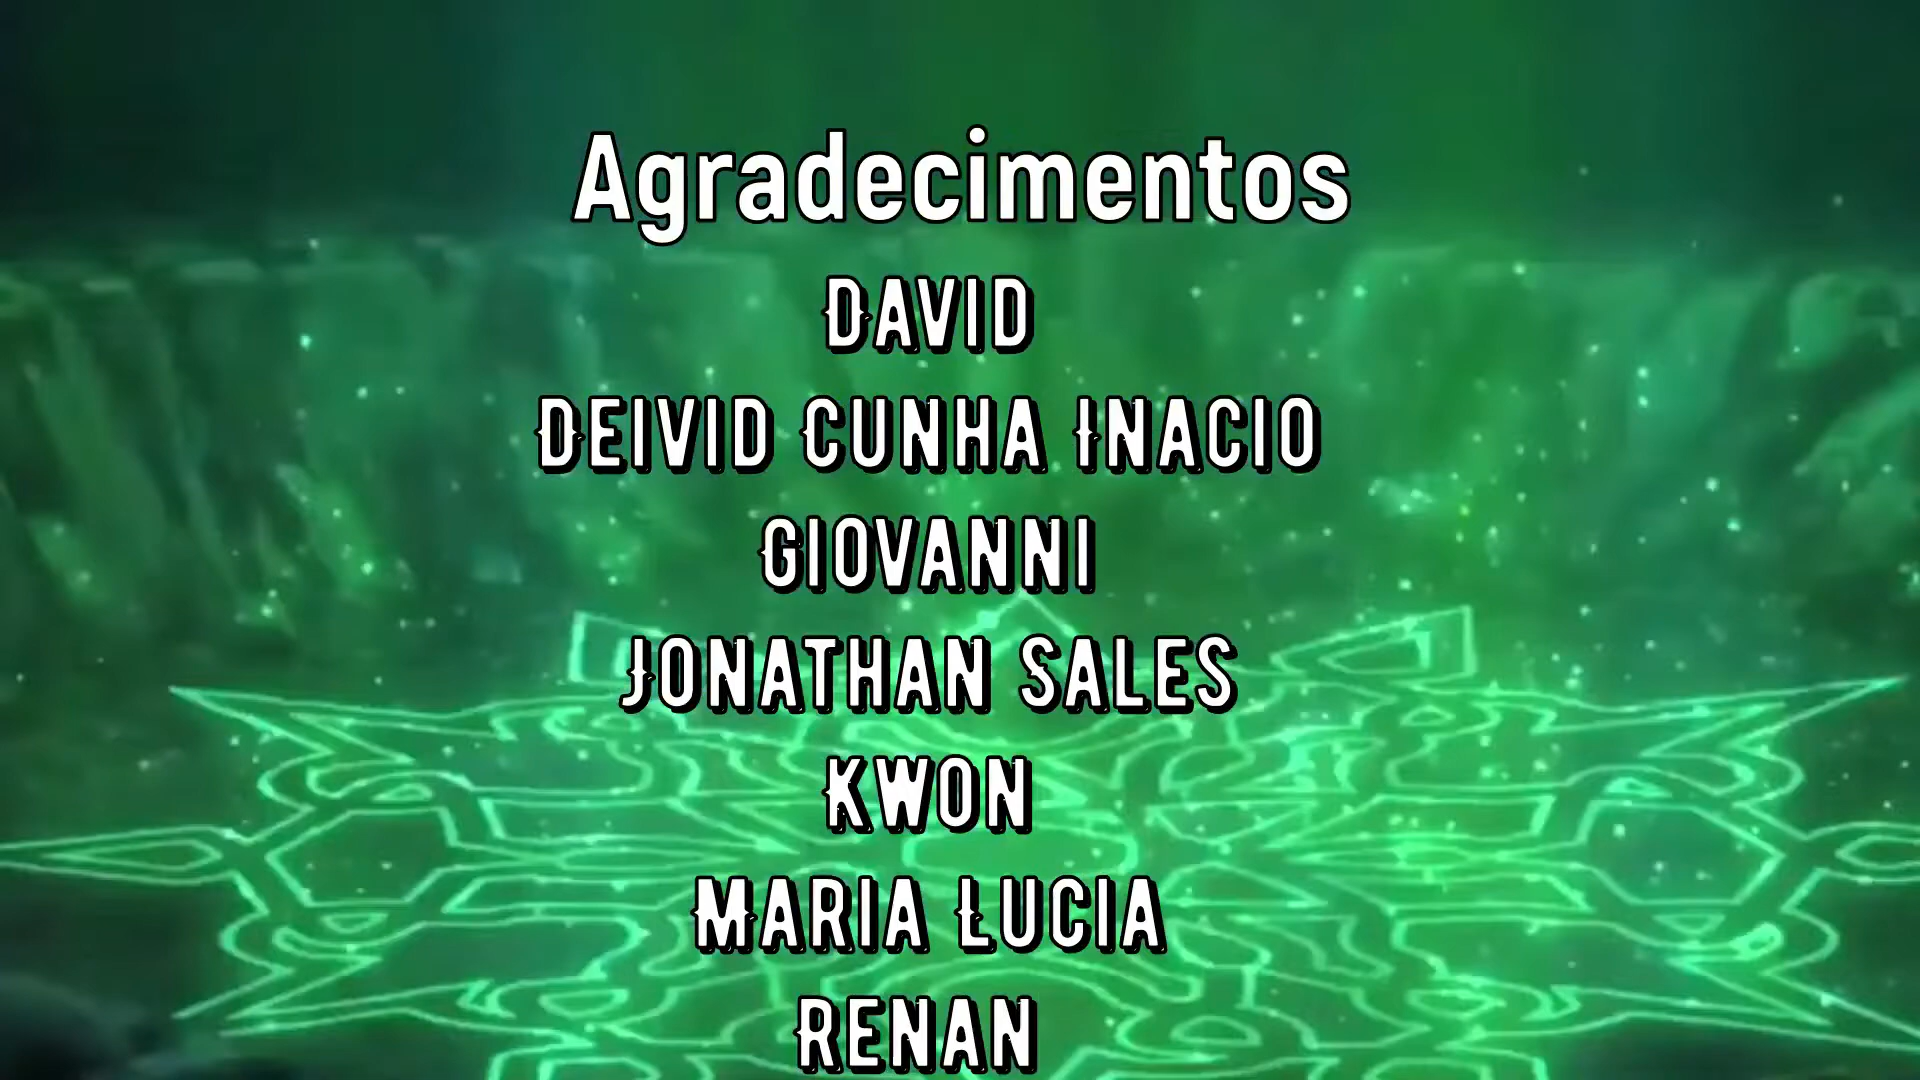 Agradecimentos
David
Deivid Cunha Inacio
Giovanni
Jonathan Sales
Kwon
Maria Lucia
Renan